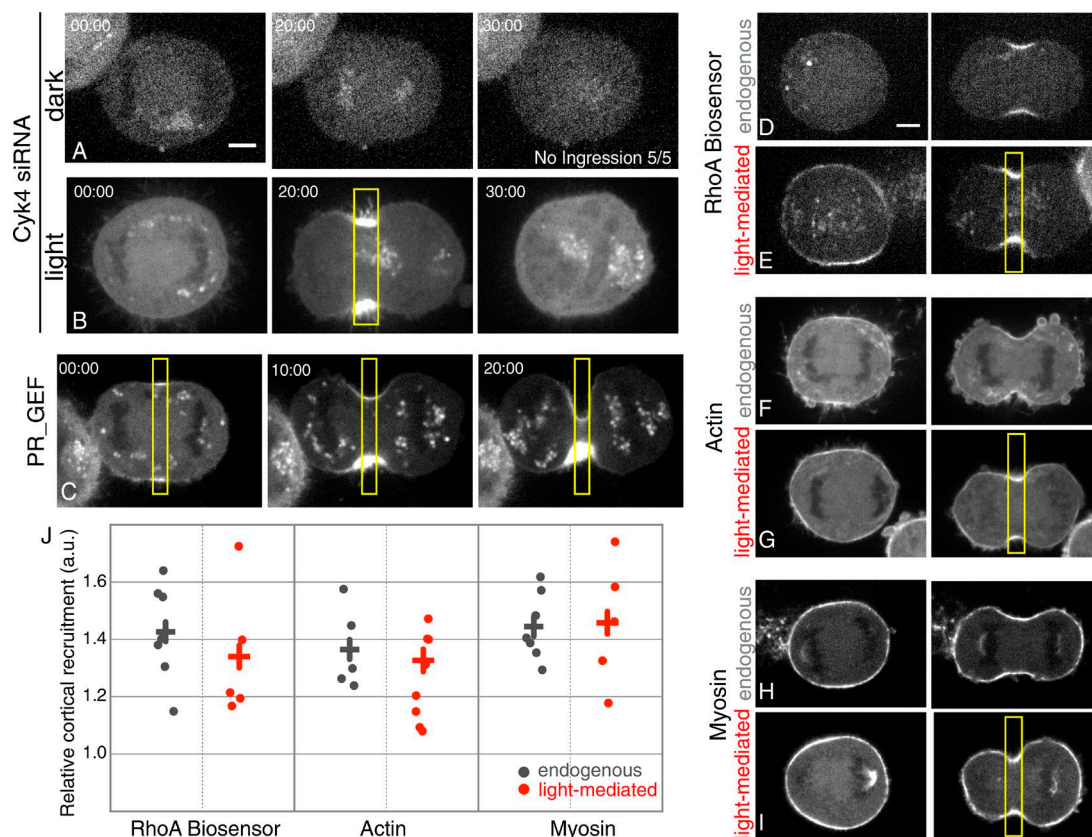 Cyk4 siRNA
dark
00:00
20:00
30:00
A
No Ingression 5/5
light
00:00
20:00
30:00
B
PR_GEF
00:00
10:00
20:00
C
RhoA Biosensor
endogenous
D
light-mediated
E
Actin
endogenous
F
light-mediated
G
Myosin
endogenous
H
light-mediated
I
J
Relative cortical recruitment (a.u.)
1.6
1.4
1.2
1.0
endogenous
light-mediated
RhoA Biosensor
Actin
Myosin